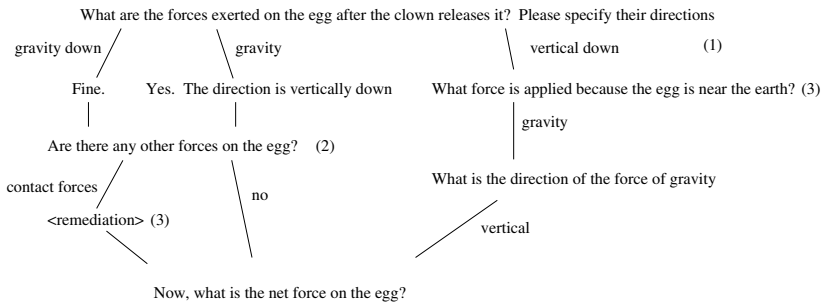 What are the forces exerted on the egg after the clown releases it? Please specify their directions
gravity down
gravity
vertical down
(1)
Fine.
Yes. The direction is vertically down
What force is applied because the egg is near the earth? (3)
gravity
Are there any other forces on the egg? (2)
contact forces
no
What is the direction of the force of gravity
<remediation> (3)
vertical
Now, what is the net force on the egg?